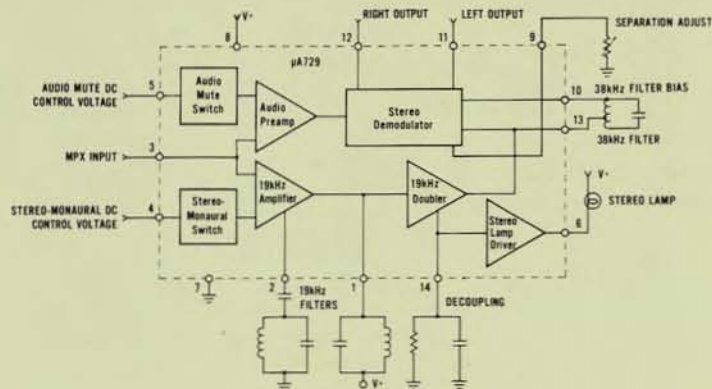 V+
RIGHT OUTPUT
LEFT OUTPUT
SEPARATION ADJUST
8
12
11
9
μA729
AUDIO MUTE DC
CONTROL VOLTAGE
5
Audio
Mute
Switch
Audio
Preamp
Stereo
Demodulator
10
38kHz FILTER BIAS
13
38kHz FILTER
MPX INPUT
3
STEREO-MONAURAL DC
CONTROL VOLTAGE
4
Stereo-
Monaural
Switch
19kHz
Amplifier
19kHz
Doubler
Stereo
Lamp
Driver
V+
STEREO LAMP
6
7
2
19kHz
FILTERS
1
14
DECOUPLING
V+